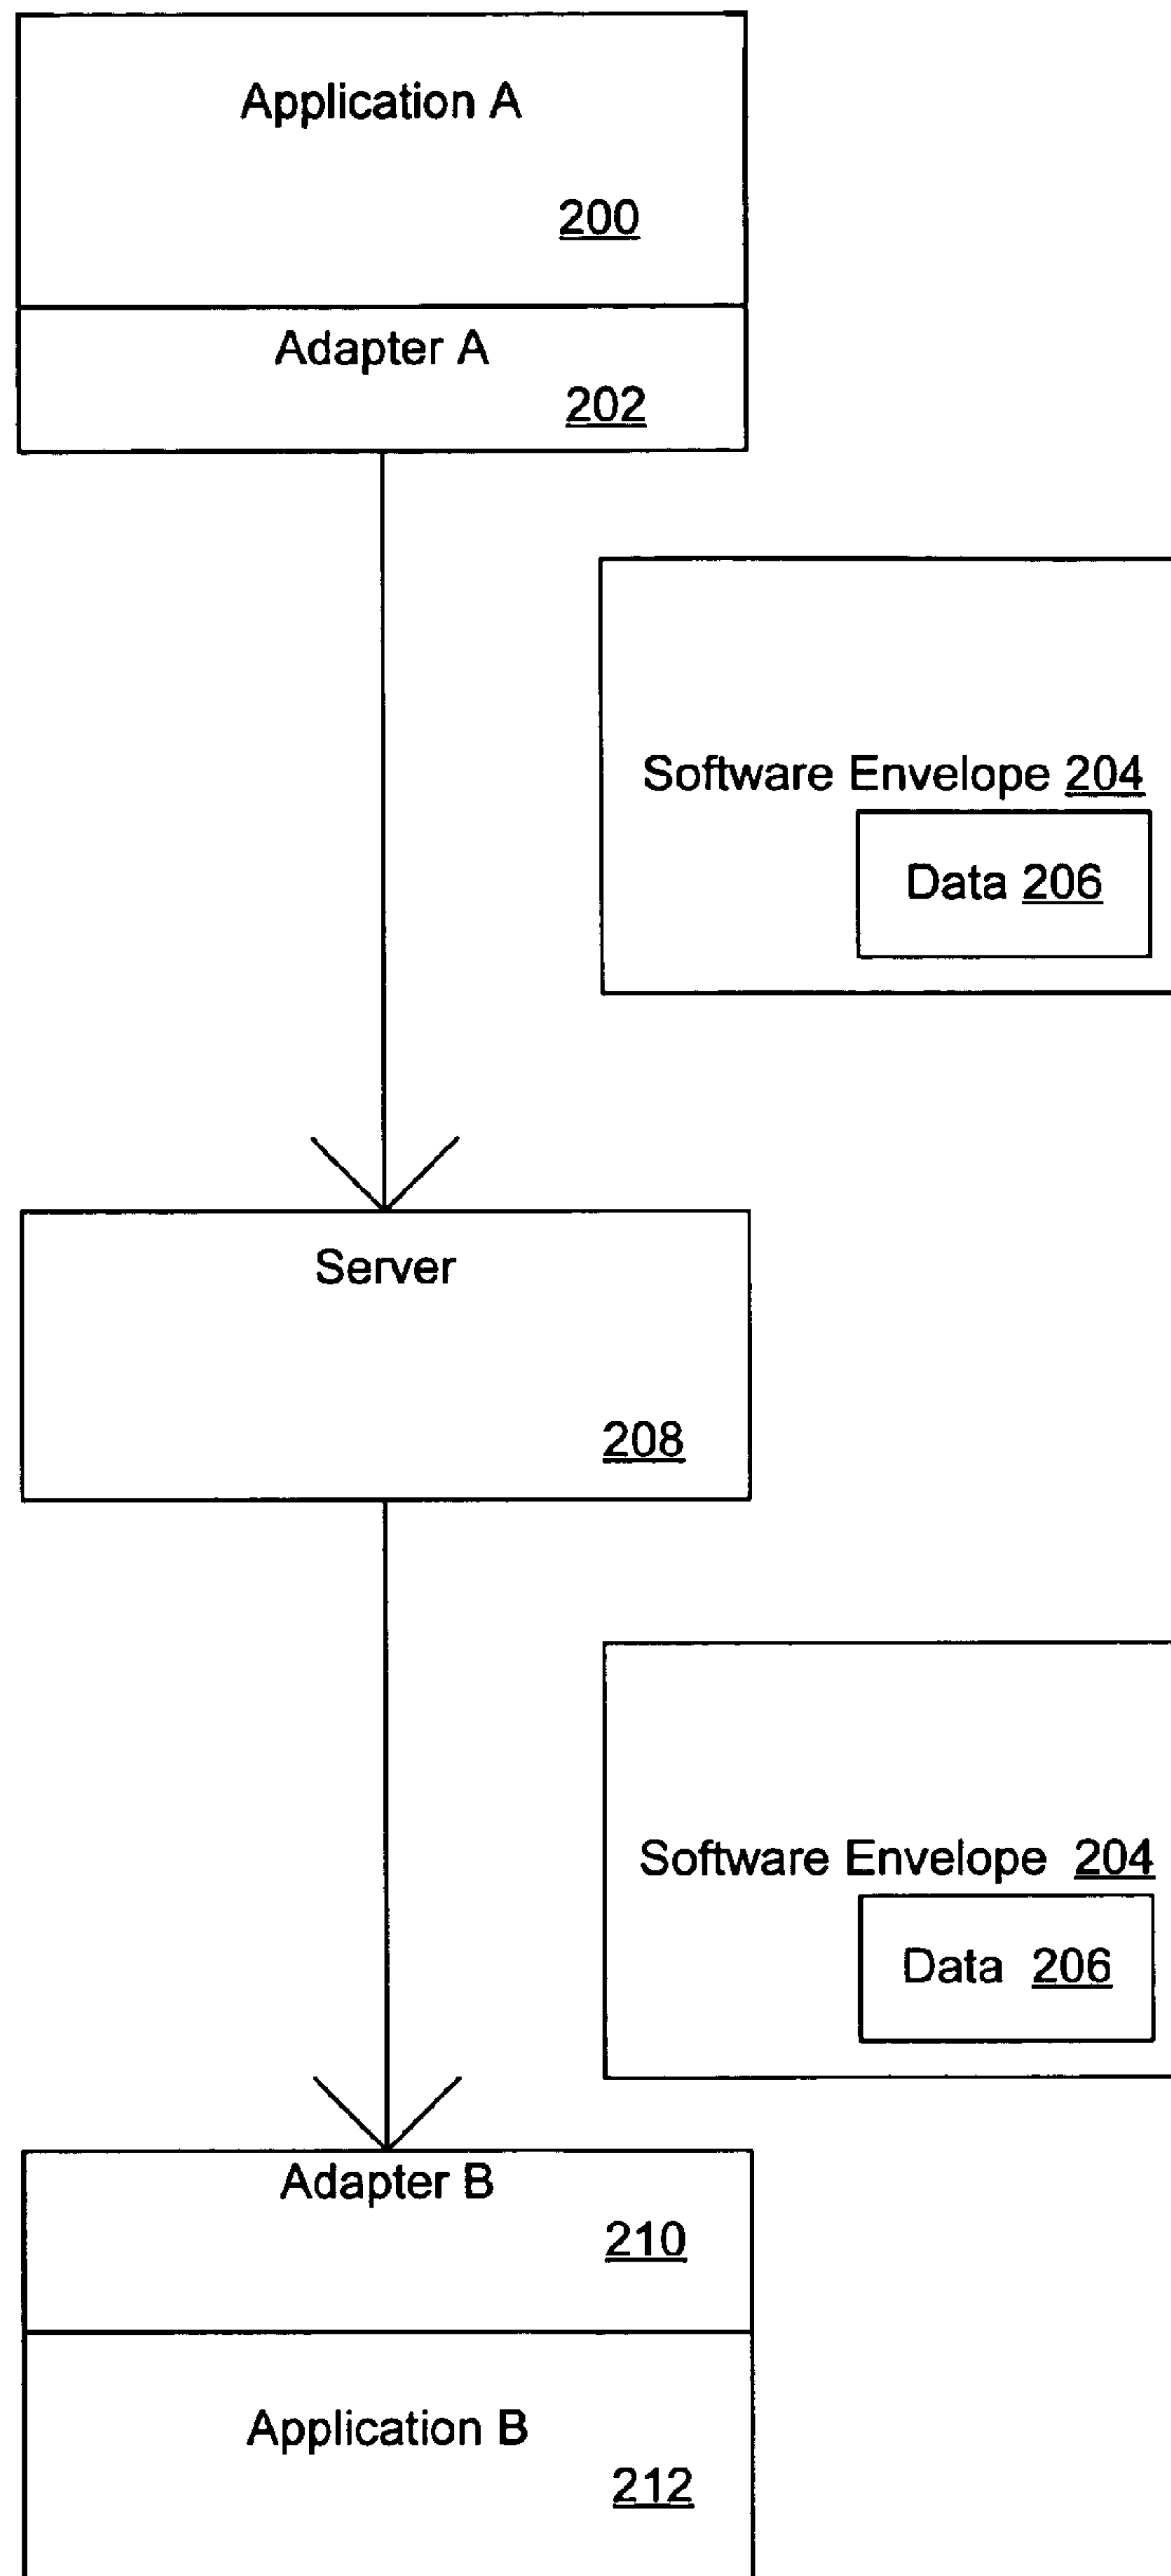 Application A
200
Adapter A
202
Software Envelope 204
Data 206
Server
208
Software Envelope 204
Data 206
Adapter B
210
Application B
212